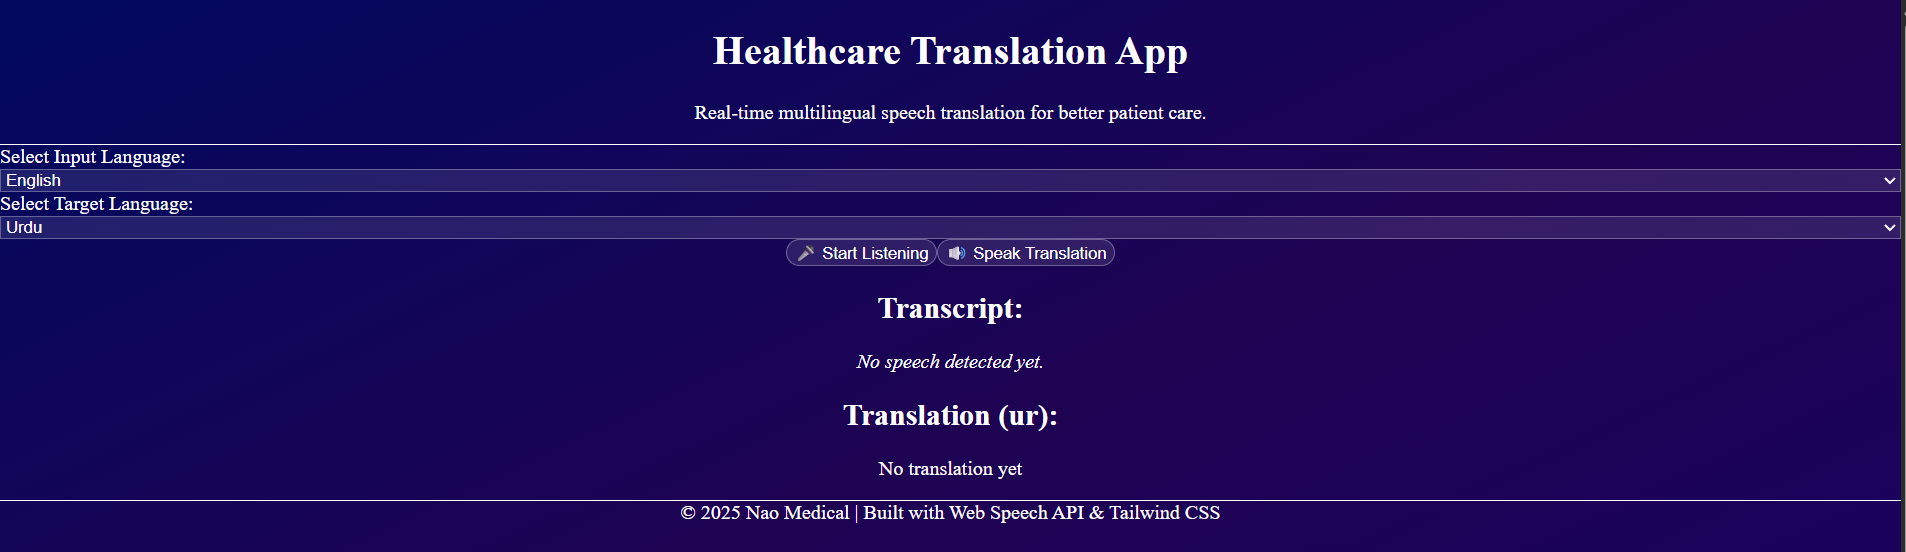 Healthcare Translation App
Real-time multilingual speech translation for better patient care.
Select Input Language:
English
Select Target Language:
Urdu
Start Listening Speak Translation
Transcript:
No speech detected yet.
Translation (ur):
No translation yet
© 2025 Nao Medical | Built with Web Speech API & Tailwind CSS